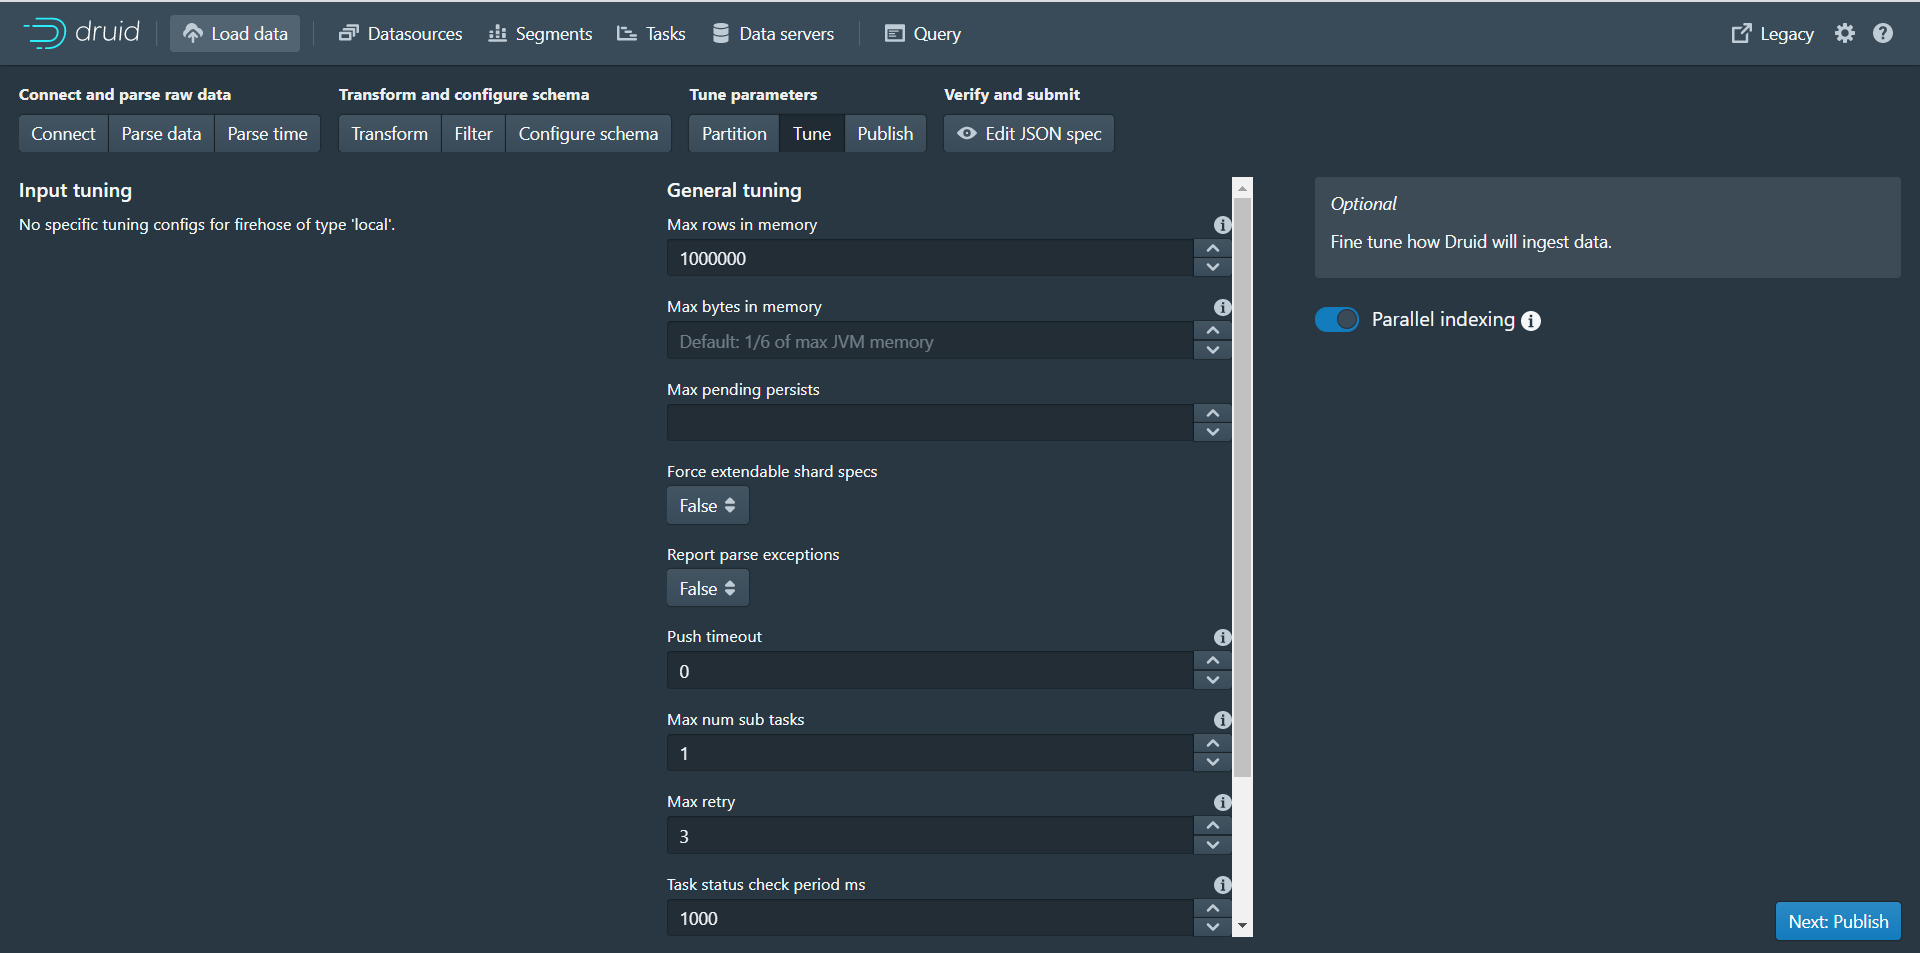 druid
Load data
Datasources
Segments
Tasks
Data servers
Query
Legacy
Connect and parse raw data
Transform and configure schema
Tune parameters
Verify and submit
Connect
Parse data
Parse time
Transform
Filter
Configure schema
Partition
Tune
Publish
Edit JSON spec
Input tuning
No specific tuning configs for firehose of type 'local'.
General tuning
Max rows in memory
1000000
Max bytes in memory
Default: 1/6 of max JVM memory
Max pending persists
Force extendable shard specs
False
Report parse exceptions
False
Push timeout
0
Max num sub tasks
1
Max retry
3
Task status check period ms
1000
Optional
Fine tune how Druid will ingest data.
Parallel indexing
Next: Publish